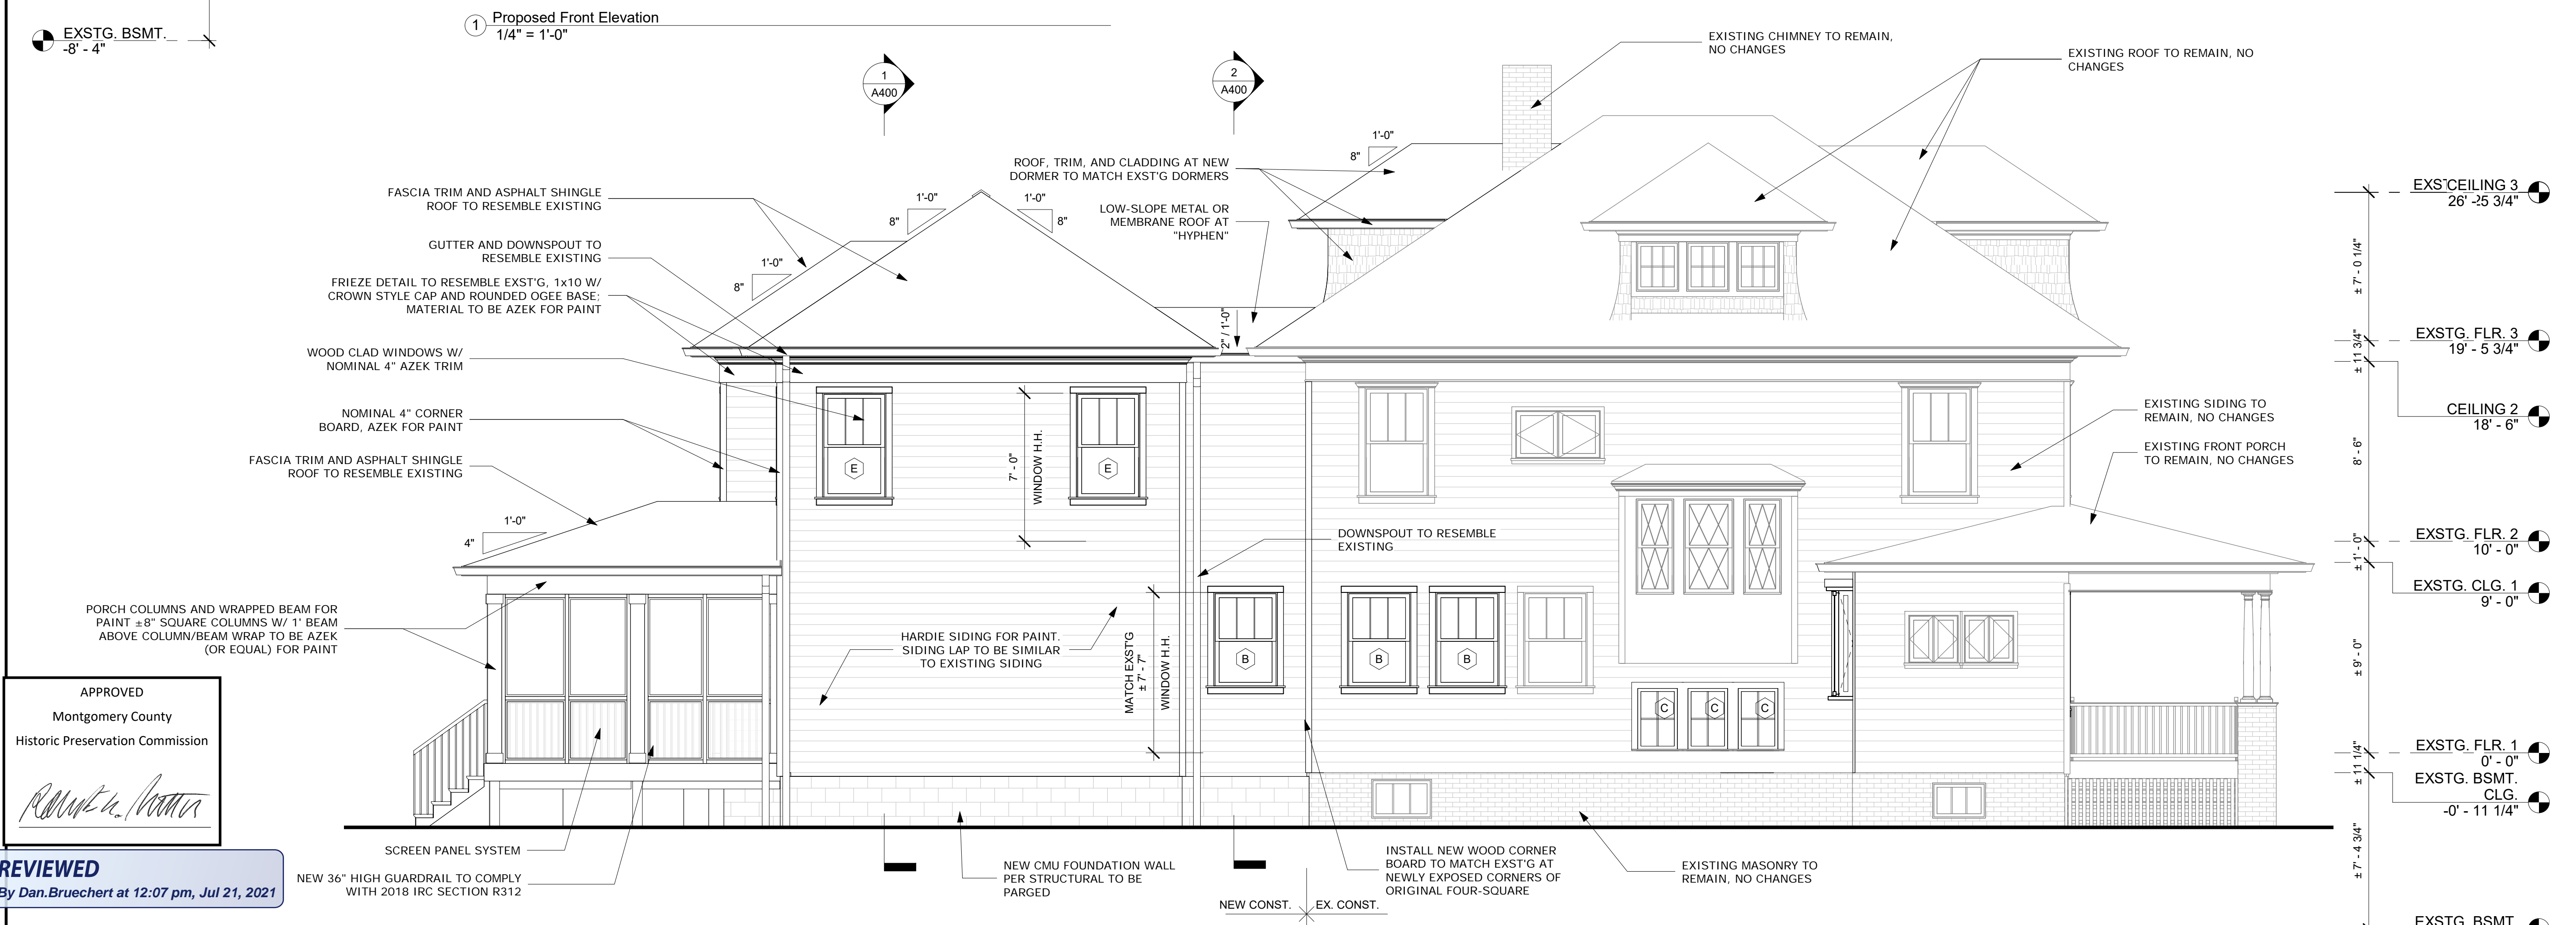 1 Proposed Front Elevation
1/4" = 1'-0"
EXSTG. BSMT.
-8' - 4"
1
A400
2
A400
EXISTING CHIMNEY TO REMAIN,
NO CHANGES
EXISTING ROOF TO REMAIN, NO
CHANGES
1'-0"
8"
ROOF, TRIM, AND CLADDING AT NEW
DORMER TO MATCH EXST'G DORMERS
LOW-SLOPE METAL OR
MEMBRANE ROOF AT
"HYPHEN"
2" / 1'-0"
FASCIA TRIM AND ASPHALT SHINGLE
ROOF TO RESEMBLE EXISTING
1'-0"
8"
1'-0"
8"
GUTTER AND DOWNSPOUT TO
RESEMBLE EXISTING
1'-0"
8"
FRIEZE DETAIL TO RESEMBLE EXST'G, 1x10 W/
CROWN STYLE CAP AND ROUNDED OGEE BASE;
MATERIAL TO BE AZEK FOR PAINT
WOOD CLAD WINDOWS W/
NOMINAL 4" AZEK TRIM
NOMINAL 4" CORNER
BOARD, AZEK FOR PAINT
FASCIA TRIM AND ASPHALT SHINGLE
ROOF TO RESEMBLE EXISTING
1'-0"
4"
E
E
7' - 0"
WINDOW H.H.
DOWNSPOUT TO RESEMBLE
EXISTING
PORCH COLUMNS AND WRAPPED BEAM FOR
PAINT ±8" SQUARE COLUMNS W/ 1' BEAM
ABOVE COLUMN/BEAM WRAP TO BE AZEK
(OR EQUAL) FOR PAINT
HARDIE SIDING FOR PAINT.
SIDING LAP TO BE SIMILAR
TO EXISTING SIDING
MATCH EXST'G
± 7' - 7"
WINDOW H.H.
B
B
B
C
C
C
EXISTING SIDING TO
REMAIN, NO CHANGES
EXISTING FRONT PORCH
TO REMAIN, NO CHANGES
CEILING 3
± 7' - 0 1/4"
EXSTG. FLR. 3
19' - 5 3/4"
± 11 3/4"
CEILING 2
18' - 6"
8' - 6"
EXSTG. FLR. 2
10' - 0"
± 1' - 0"
EXSTG. CLG. 1
9' - 0"
± 9' - 0"
EXSTG. FLR. 1
0' - 0"
± 11 1/4"
EXSTG. BSMT.
CLG.
-0' - 11 1/4"
± 7' - 4 3/4"
EXSTG. BSMT.
APPROVED
Montgomery County
Historic Preservation Commission
REVIEWED
By Dan.Bruechert at 12:07 pm, Jul 21, 2021
SCREEN PANEL SYSTEM
NEW 36" HIGH GUARDRAIL TO COMPLY
WITH 2018 IRC SECTION R312
NEW CMU FOUNDATION WALL
PER STRUCTURAL TO BE
PARGED
INSTALL NEW WOOD CORNER
BOARD TO MATCH EXST'G AT
NEWLY EXPOSED CORNERS OF
ORIGINAL FOUR-SQUARE
EXISTING MASONRY TO
REMAIN, NO CHANGES
NEW CONST.
EX. CONST.